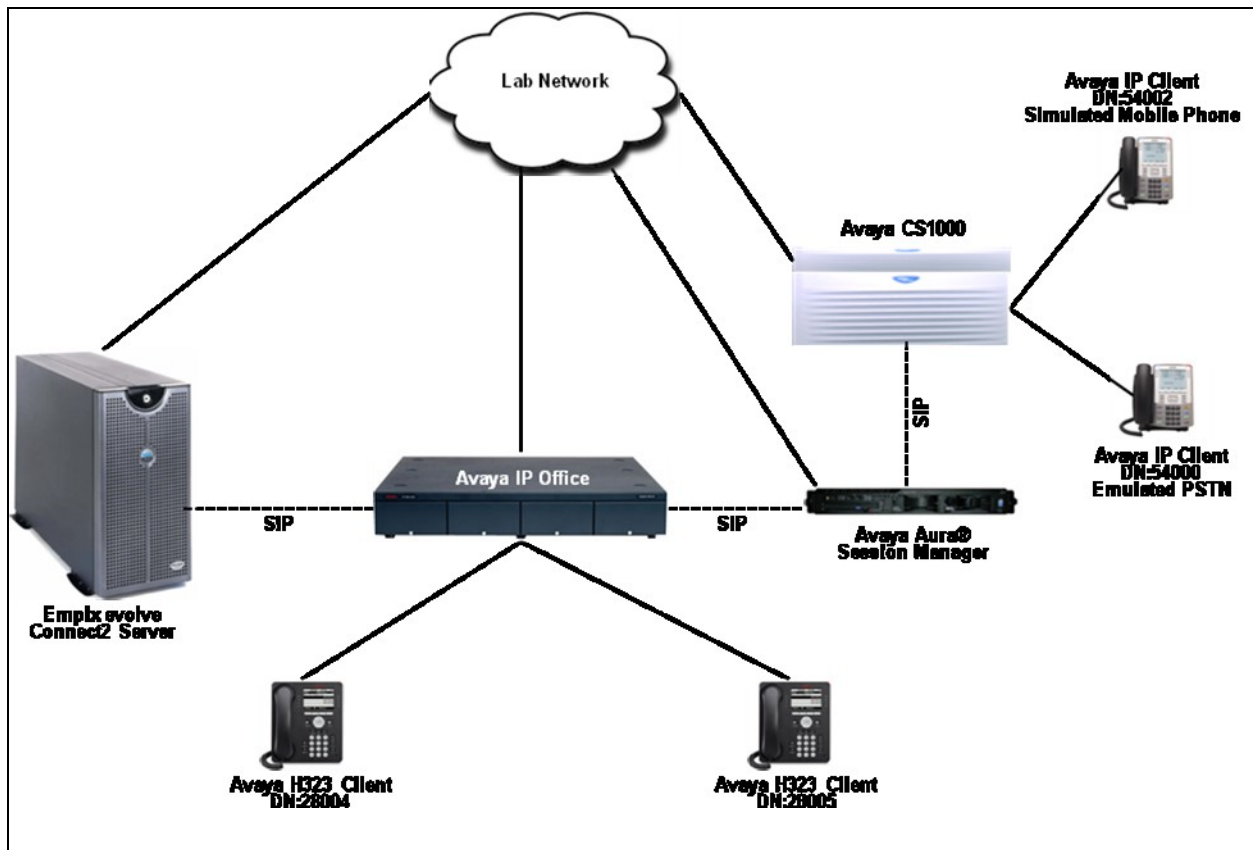 Lab Network
Avaya IP Client
DN:54002
Simulated Mobile Phone
Avaya CS1000
SIP
Avaya IP Client
DN:54000
Emulated PSTN
Avaya IP Office
SIP
SIP
Avaya Aura®
Session Manager
Emplx evolve
Connect2 Server
Avaya H323 Client
DN:28004
Avaya H323 Client
DN:28005